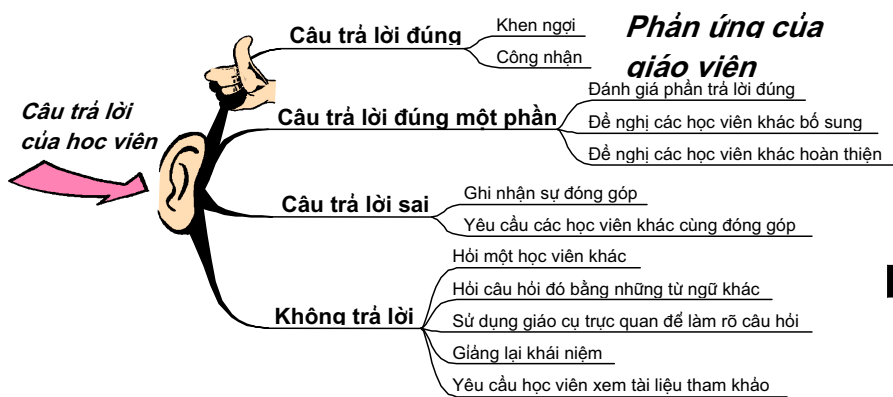 Phản ứng của
giáo viên
Câu trả lời
của học viên
Câu trả lời đúng
Khen ngợi
Công nhận
Câu trả lời đúng một phần
Đánh giá phần trả lời đúng
Đề nghị các học viên khác bổ sung
Đề nghị các học viên khác hoàn thiện
Câu trả lời sai
Ghi nhận sự đóng góp
Yêu cầu các học viên khác cùng đóng góp
Không trả lời
Hỏi một học viên khác
Hỏi câu hỏi đó bằng những từ ngữ khác
Sử dụng giáo cụ trực quan để làm rõ câu hỏi
Giảng lại khái niệm
Yêu cầu học viên xem tài liệu tham khảo